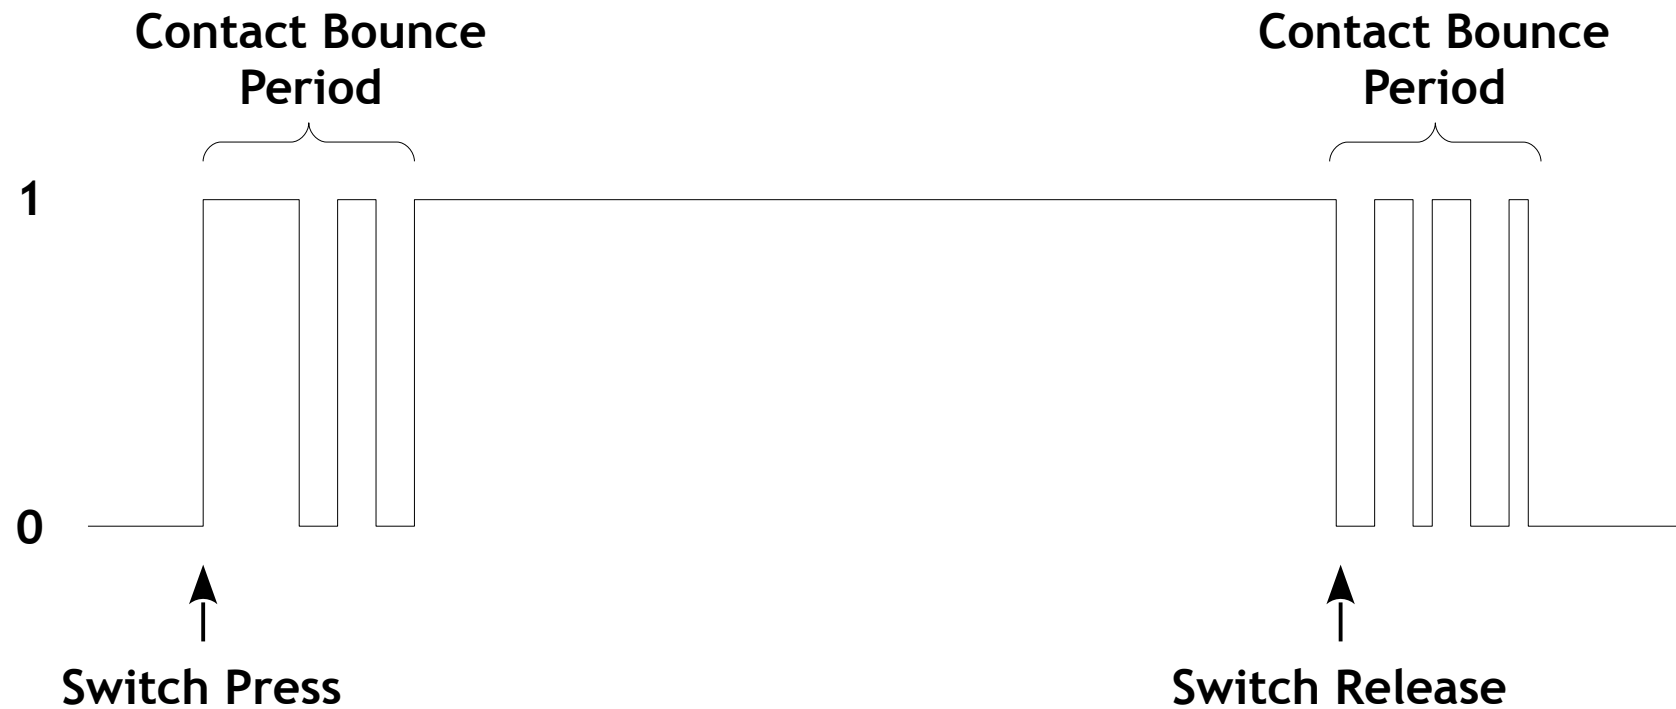 Contact Bounce
Period
Contact Bounce
Period
1
0
Switch Press
Switch Release